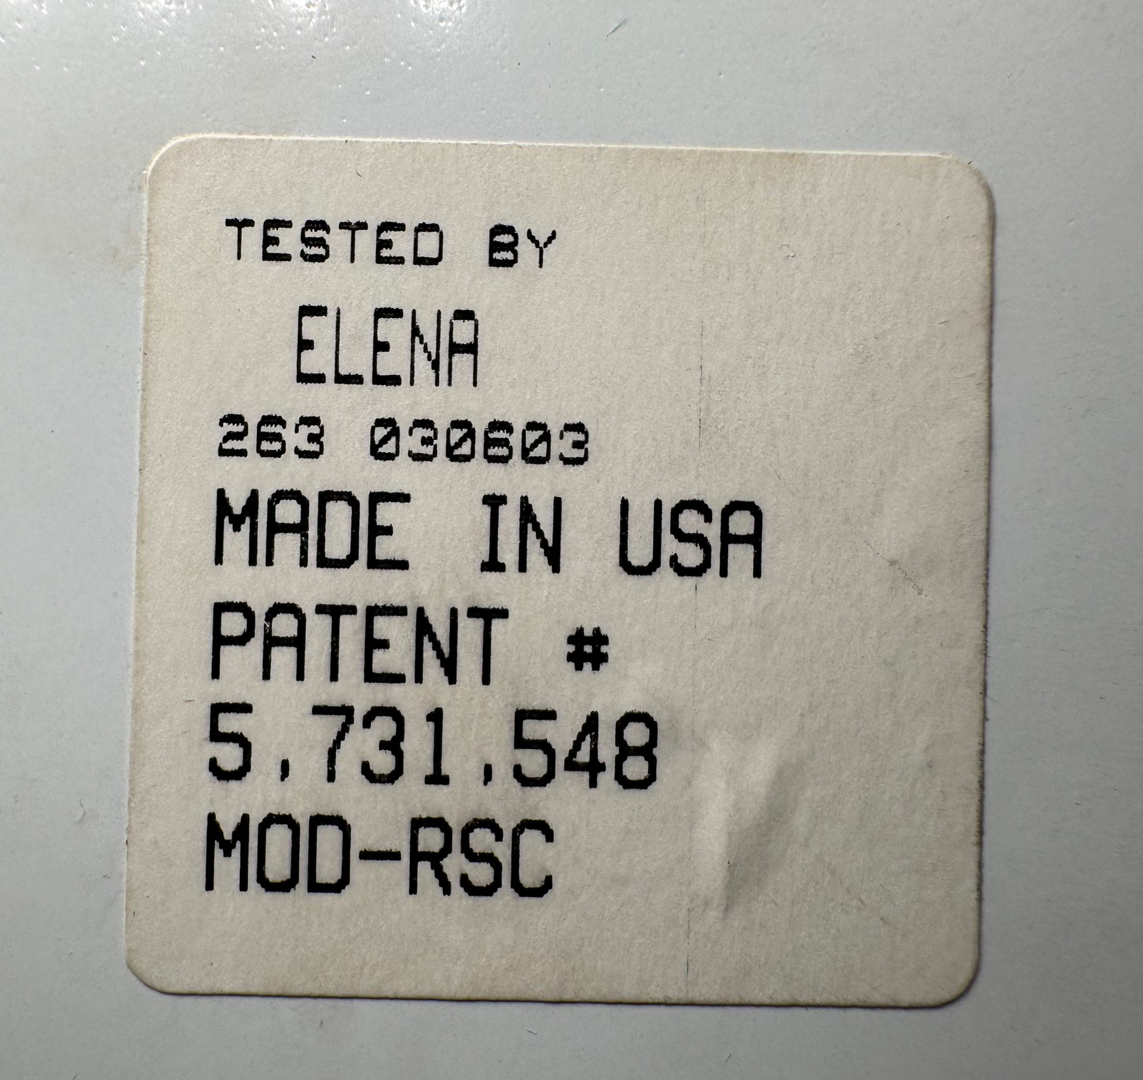 TESTED BY
ELENA
263 030603
MADE IN USA
PATENT #
5,731,548
MOD-RSC